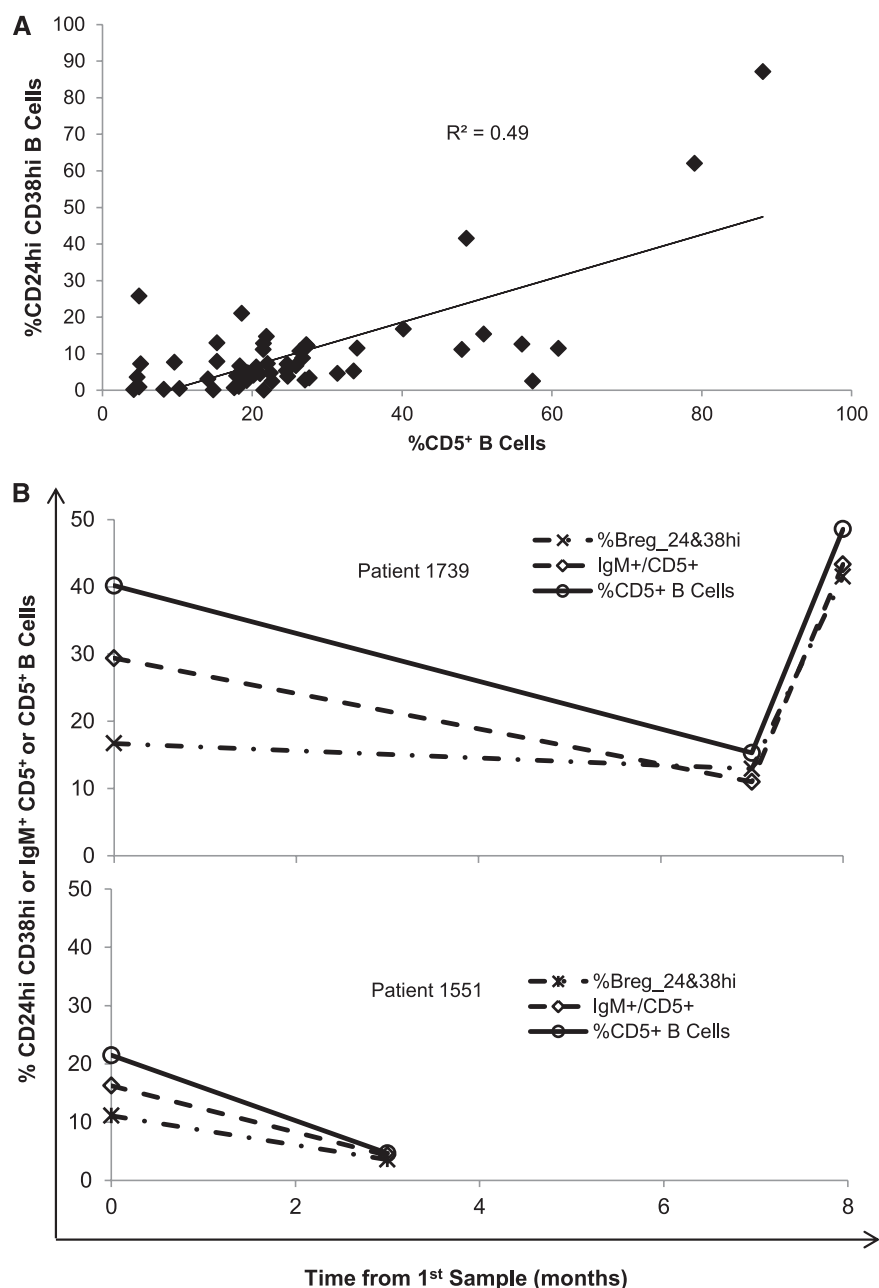 A
%CD24hi CD38hi B Cells
100
90
80
70
60
50
40
30
20
10
0
R² = 0.49
0 20 40 60 80 100
%CD5⁺ B Cells
B
% CD24hi CD38hi or IgM⁺ CD5⁺ or CD5⁺ B Cells
50
40
30
20
10
0
Patient 1739
%Breg_24&38hi
IgM+/CD5+
%CD5+ B Cells
50
40
30
20
10
0
Patient 1551
%Breg_24&38hi
IgM+/CD5+
%CD5+ B Cells
0 2 4 6 8
Time from 1ˢᵗ Sample (months)